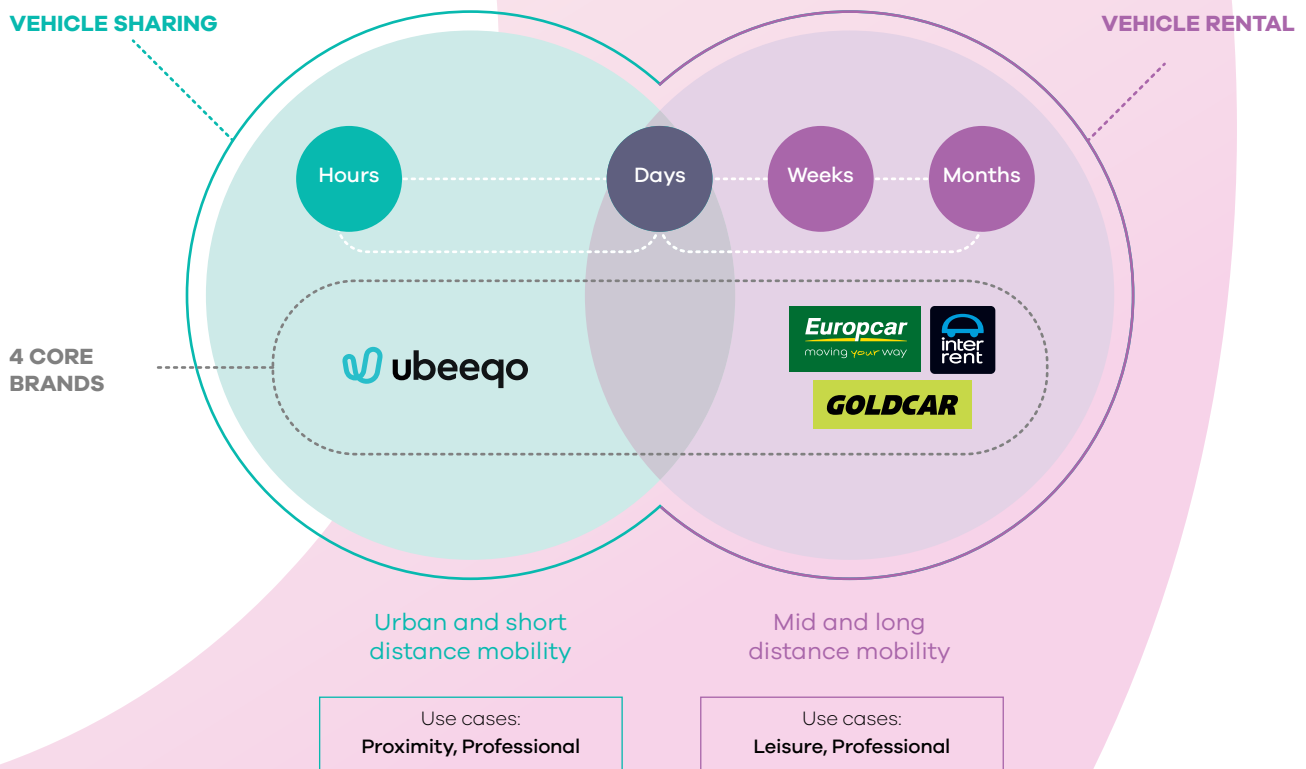 VEHICLE SHARING
VEHICLE RENTAL
Hours
Days
Weeks
Months
4 CORE
BRANDS
ubeeqo
Europcar
moving your way
inter
rent
GOLDCAR
Urban and short
distance mobility
Mid and long
distance mobility
Use cases:
Proximity, Professional
Use cases:
Leisure, Professional